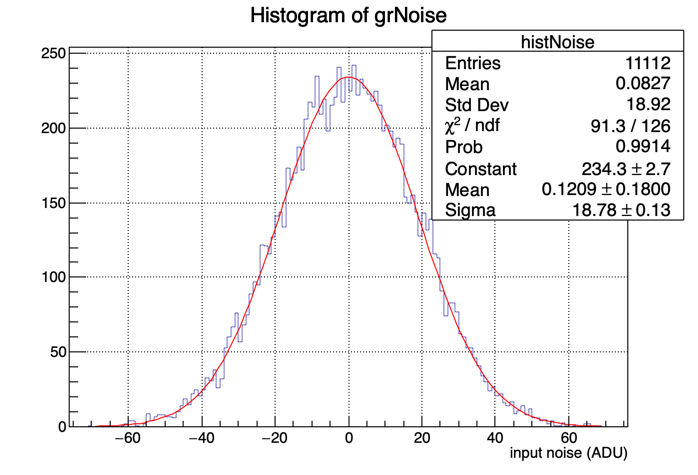 Histogram of grNoise
histNoise
Entries 11112
Mean 0.0827
Std Dev 18.92
χ² / ndf 91.3 / 126
Prob 0.9914
Constant 234.3 ± 2.7
Mean 0.1209 ± 0.1800
Sigma 18.78 ± 0.13
250
200
150
100
50
0
−60 −40 −20 0 20 40 60
input noise (ADU)